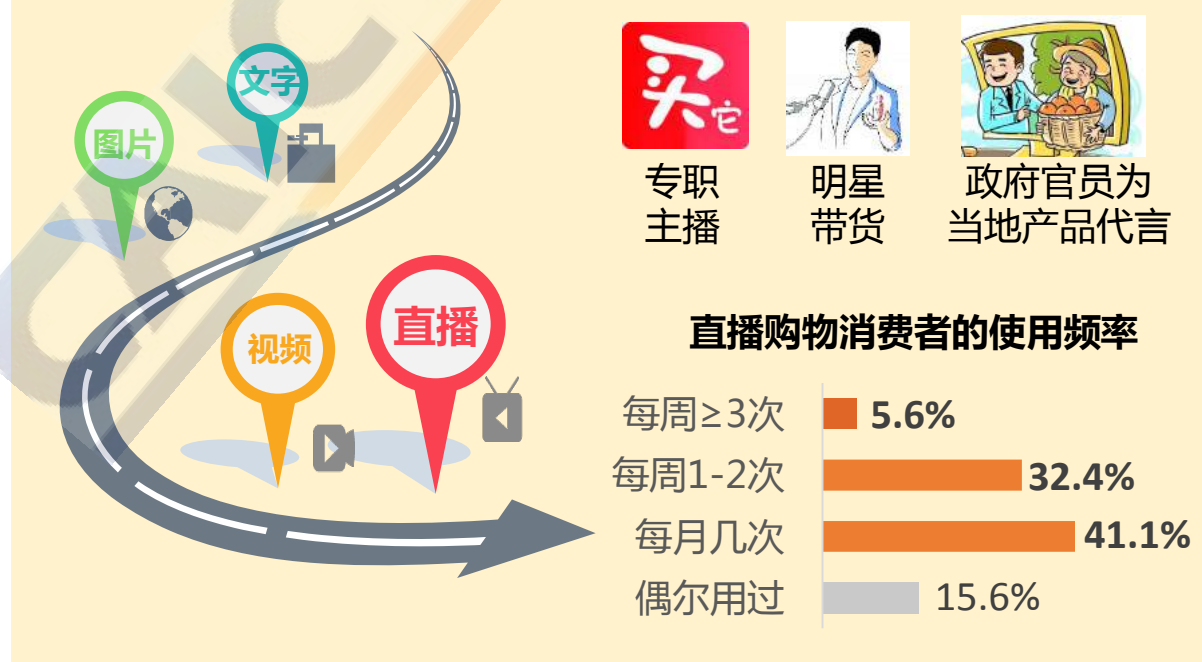 文字
图片
视频
直播
买它
专职
主播
明星
带货
政府官员为
当地产品代言
直播购物消费者的使用频率
每周≥3次 5.6%
每周1-2次 32.4%
每月几次 41.1%
偶尔用过 15.6%